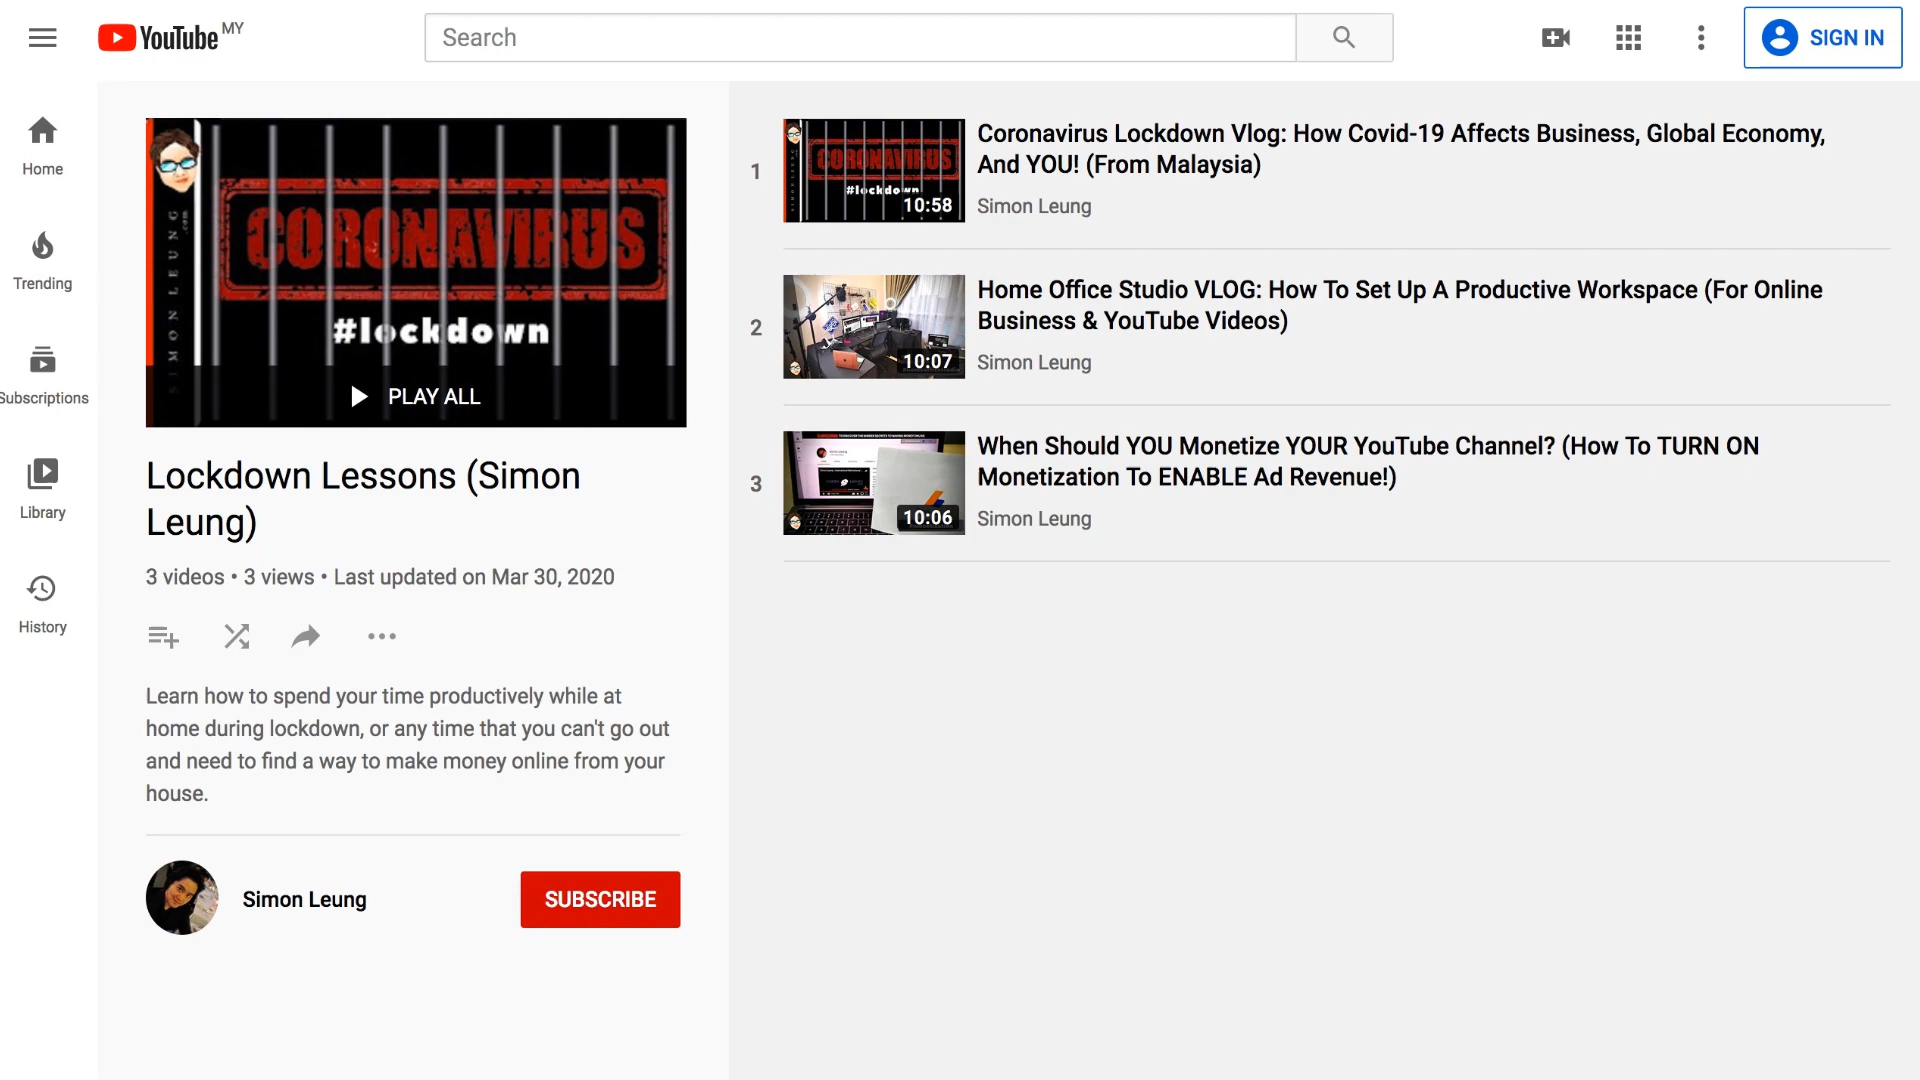 YouTube MY
Search
SIGN IN
Home
Trending
Subscriptions
Library
History
SIMONLEUNG.com
CORONAVIRUS
#lockdown
PLAY ALL
Lockdown Lessons (Simon
Leung)
3 videos • 3 views • Last updated on Mar 30, 2020
Learn how to spend your time productively while at
home during lockdown, or any time that you can't go out
and need to find a way to make money online from your
house.
Simon Leung
SUBSCRIBE
1
CORONAVIRUS
#lockdown
10:58
Coronavirus Lockdown Vlog: How Covid-19 Affects Business, Global Economy,
And YOU! (From Malaysia)
Simon Leung
2
10:07
Home Office Studio VLOG: How To Set Up A Productive Workspace (For Online
Business & YouTube Videos)
Simon Leung
3
10:06
When Should YOU Monetize YOUR YouTube Channel? (How To TURN ON
Monetization To ENABLE Ad Revenue!)
Simon Leung